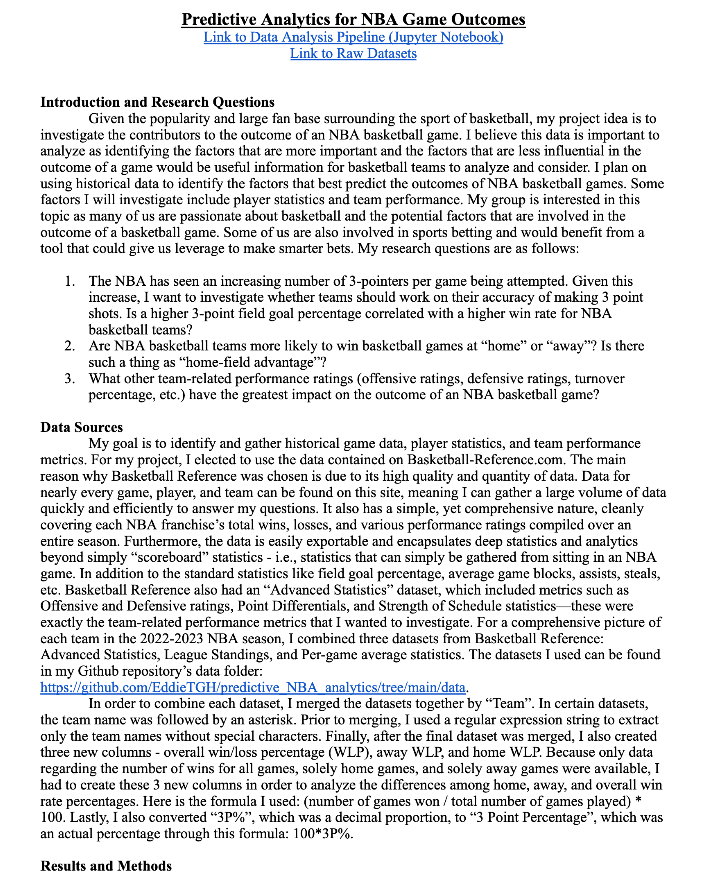 Predictive Analytics for NBA Game Outcomes
Link to Data Analysis Pipeline (Jupyter Notebook)
Link to Raw Datasets
Introduction and Research Questions
Given the popularity and large fan base surrounding the sport of basketball, my project idea is to
investigate the contributors to the outcome of an NBA basketball game. I believe this data is important to
analyze as identifying the factors that are more important and the factors that are less influential in the
outcome of a game would be useful information for basketball teams to analyze and consider. I plan on
using historical data to identify the factors that best predict the outcomes of NBA basketball games. Some
factors I will investigate include player statistics and team performance. My group is interested in this
topic as many of us are passionate about basketball and the potential factors that are involved in the
outcome of a basketball game. Some of us are also involved in sports betting and would benefit from a
tool that could give us leverage to make smarter bets. My research questions are as follows:
1. The NBA has seen an increasing number of 3-pointers per game being attempted. Given this
increase, I want to investigate whether teams should work on their accuracy of making 3 point
shots. Is a higher 3-point field goal percentage correlated with a higher win rate for NBA
basketball teams?
2. Are NBA basketball teams more likely to win basketball games at “home” or “away”? Is there
such a thing as “home-field advantage”?
3. What other team-related performance ratings (offensive ratings, defensive ratings, turnover
percentage, etc.) have the greatest impact on the outcome of an NBA basketball game?
Data Sources
My goal is to identify and gather historical game data, player statistics, and team performance
metrics. For my project, I elected to use the data contained on Basketball-Reference.com. The main
reason why Basketball Reference was chosen is due to its high quality and quantity of data. Data for
nearly every game, player, and team can be found on this site, meaning I can gather a large volume of data
quickly and efficiently to answer my questions. It also has a simple, yet comprehensive nature, cleanly
covering each NBA franchise’s total wins, losses, and various performance ratings compiled over an
entire season. Furthermore, the data is easily exportable and encapsulates deep statistics and analytics
beyond simply “scoreboard” statistics - i.e., statistics that can simply be gathered from sitting in an NBA
game. In addition to the standard statistics like field goal percentage, average game blocks, assists, steals,
etc. Basketball Reference also had an “Advanced Statistics” dataset, which included metrics such as
Offensive and Defensive ratings, Point Differentials, and Strength of Schedule statistics—these were
exactly the team-related performance metrics that I wanted to investigate. For a comprehensive picture of
each team in the 2022-2023 NBA season, I combined three datasets from Basketball Reference:
Advanced Statistics, League Standings, and Per-game average statistics. The datasets I used can be found
in my Github repository’s data folder:
https://github.com/EddieTGH/predictive_NBA_analytics/tree/main/data.
In order to combine each dataset, I merged the datasets together by “Team”. In certain datasets,
the team name was followed by an asterisk. Prior to merging, I used a regular expression string to extract
only the team names without special characters. Finally, after the final dataset was merged, I also created
three new columns - overall win/loss percentage (WLP), away WLP, and home WLP. Because only data
regarding the number of wins for all games, solely home games, and solely away games were available, I
had to create these 3 new columns in order to analyze the differences among home, away, and overall win
rate percentages. Here is the formula I used: (number of games won / total number of games played) *
100. Lastly, I also converted “3P%”, which was a decimal proportion, to “3 Point Percentage”, which was
an actual percentage through this formula: 100*3P%.
Results and Methods